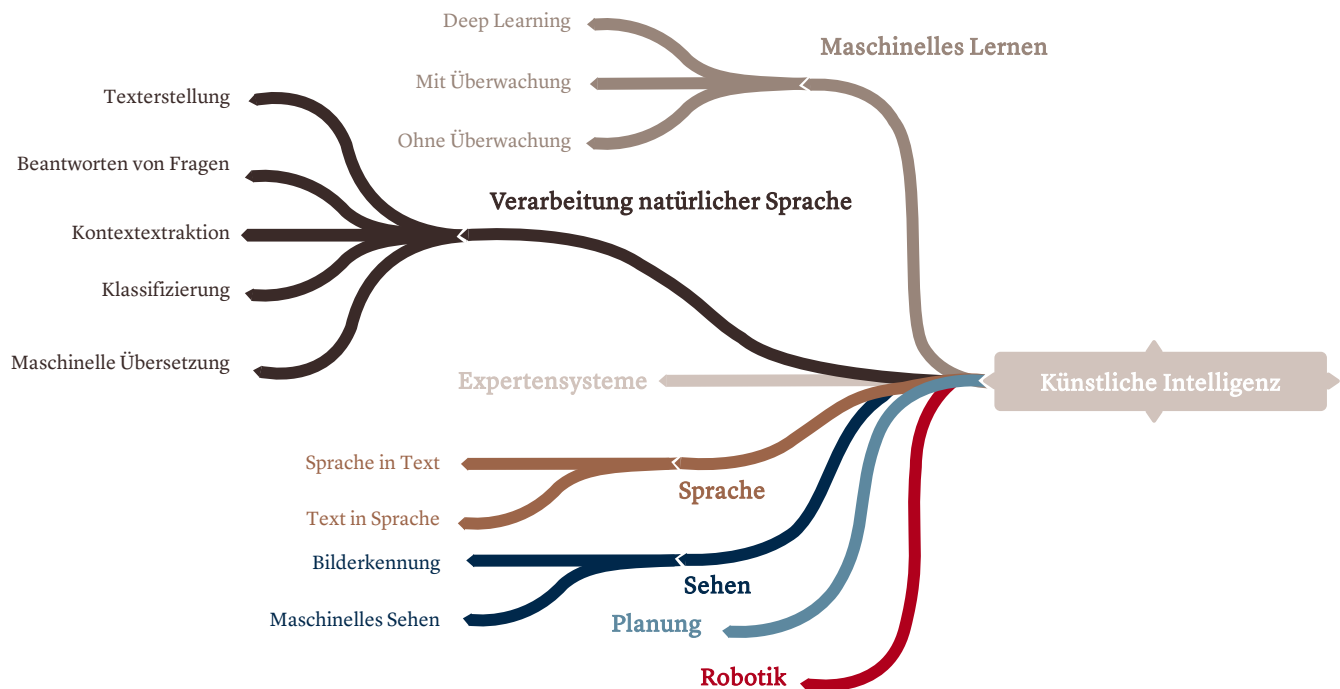 Deep Learning
Maschinelles Lernen
Mit Überwachung
Ohne Überwachung
Texterstellung
Beantworten von Fragen
Verarbeitung natürlicher Sprache
Kontextextraktion
Klassifizierung
Maschinelle Übersetzung
Expertensysteme
Künstliche Intelligenz
Sprache in Text
Sprache
Text in Sprache
Bilderkennung
Sehen
Maschinelles Sehen
Planung
Robotik